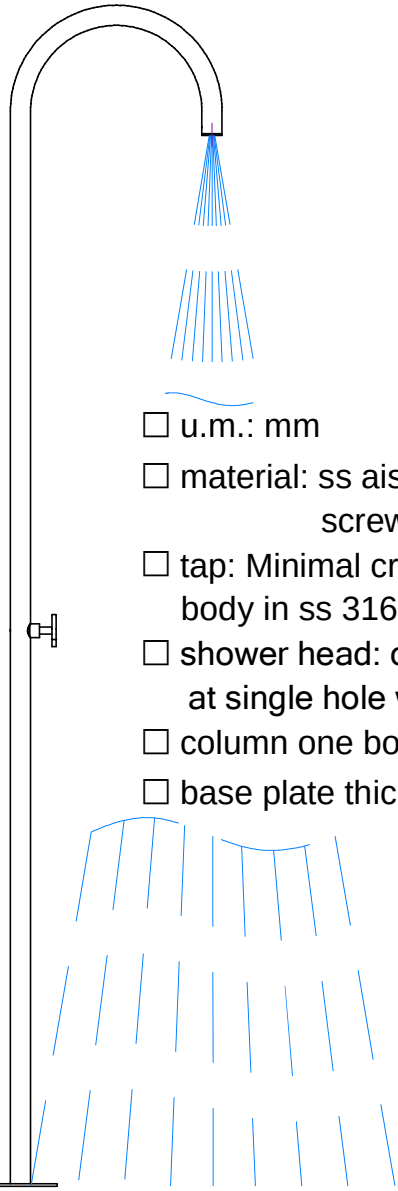 ☐ u.m.: mm
☐ material: ss ais
screw
☐ tap: Minimal cr
body in ss 316
☐ shower head: c
at single hole v
☐ column one bo
☐ base plate thic